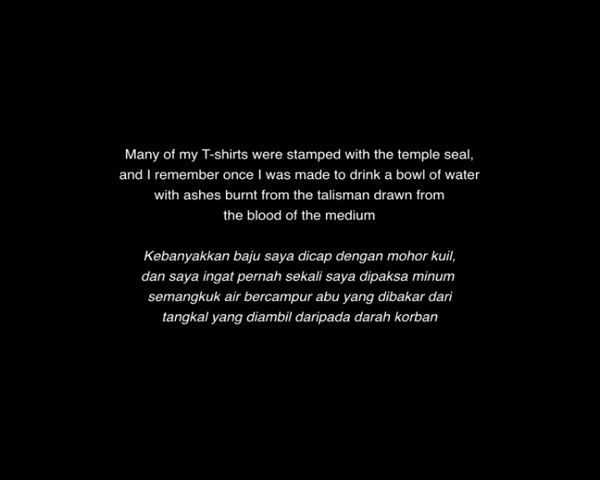 Many of my T-shirts were stamped with the temple seal,
and I remember once I was made to drink a bowl of water
with ashes burnt from the talisman drawn from
the blood of the medium
Kebanyakkan baju saya dicap dengan mohor kuil,
dan saya ingat pernah sekali saya dipaksa minum
semangkuk air bercampur abu yang dibakar dari
tangkal yang diambil daripada darah korban